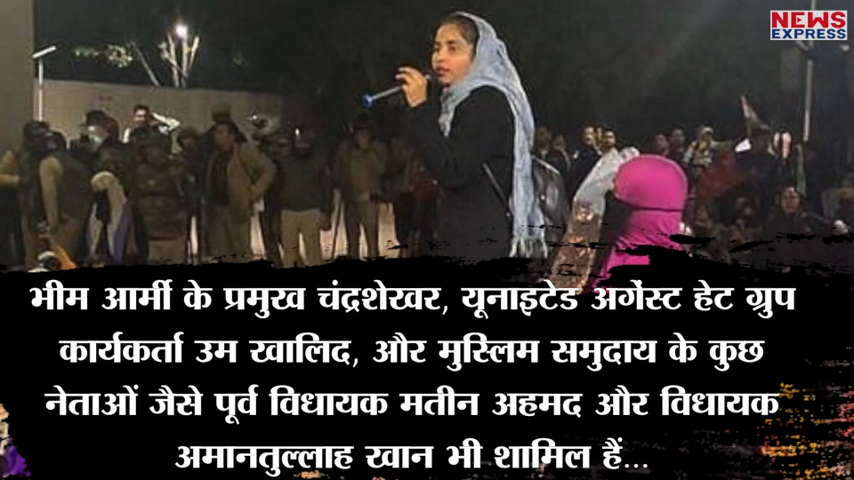 NEWS
EXPRESS
भीम आर्मी के प्रमुख चंद्रशेखर, यूनाइटेड अगेंस्ट हेट ग्रुप
कार्यकर्ता उम खालिद, और मुस्लिम समुदाय के कुछ
नेताओं जैसे पूर्व विधायक मतीन अहमद और विधायक
अमानतुल्लाह खान भी शामिल हैं...